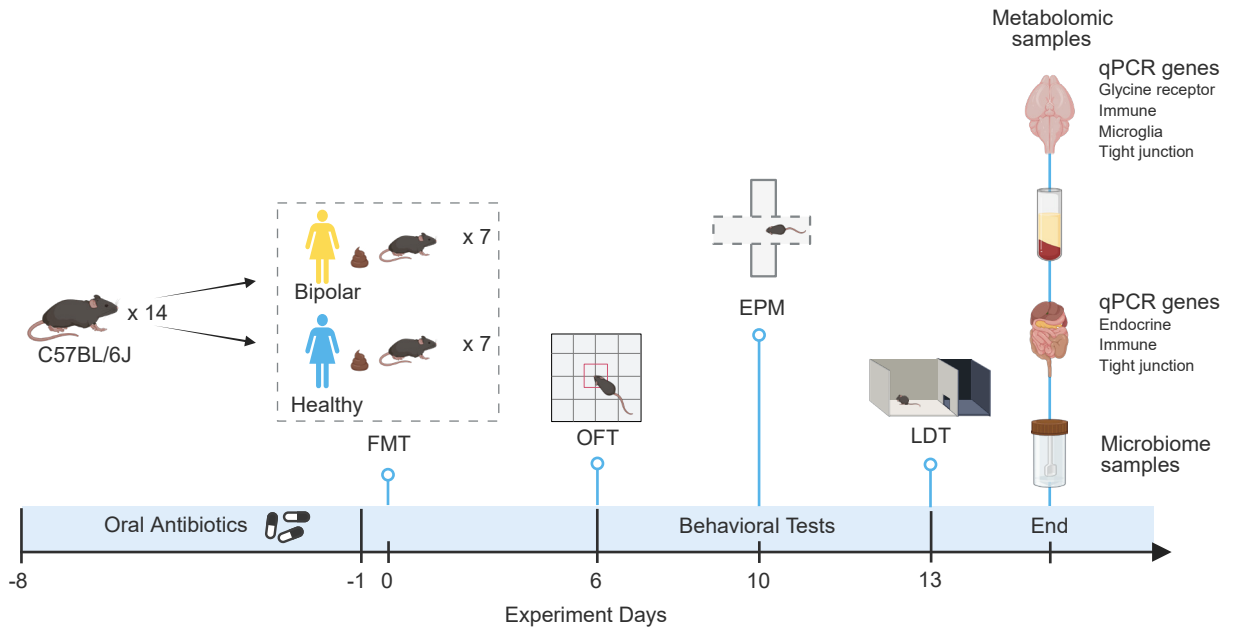 Metabolomic
samples
qPCR genes
Glycine receptor
Immune
Microglia
Tight junction
x 14
C57BL/6J
x 7
Bipolar
x 7
Healthy
FMT
OFT
EPM
LDT
qPCR genes
Endocrine
Immune
Tight junction
Microbiome
samples
Oral Antibiotics
Behavioral Tests
End
-8
-1
0
6
10
13
Experiment Days